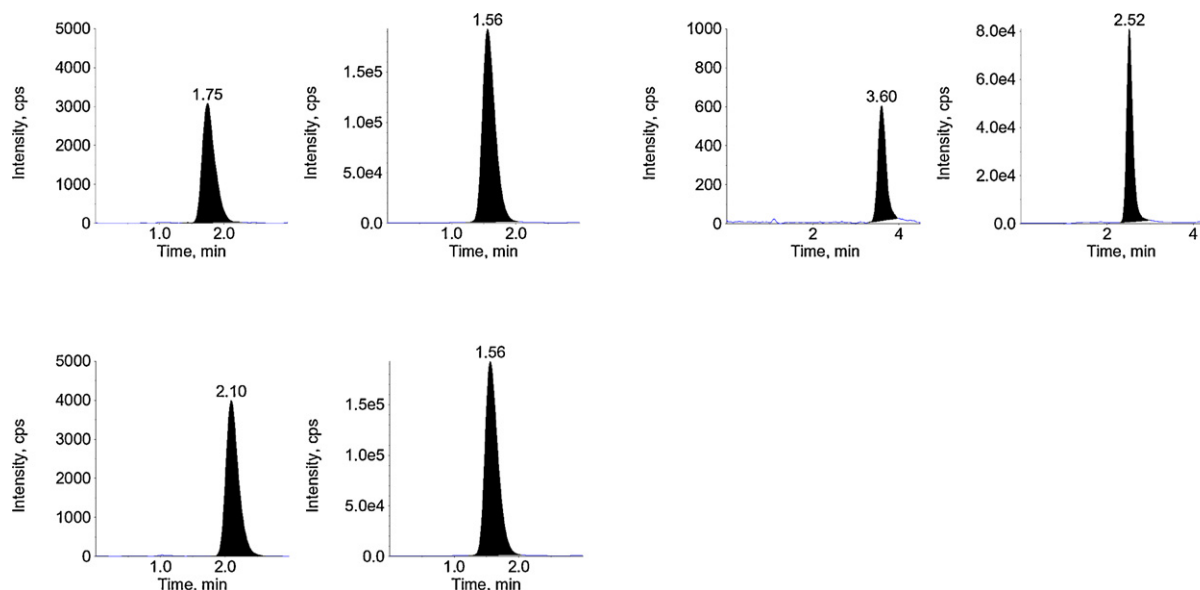 5000
4000
3000
2000
1000
0
1.75
1.0 2.0
Time, min
Intensity, cps
1.56
1.5e5
1.0e5
5.0e4
0.0
1.0 2.0
Time, min
Intensity, cps
1000
800
600
400
200
0
3.60
2 4
Time, min
Intensity, cps
2.52
8.0e4
6.0e4
4.0e4
2.0e4
0.0
2 4
Time, min
Intensity, cps
5000
4000
3000
2000
1000
0
2.10
1.0 2.0
Time, min
Intensity, cps
1.56
1.5e5
1.0e5
5.0e4
0.0
1.0 2.0
Time, min
Intensity, cps